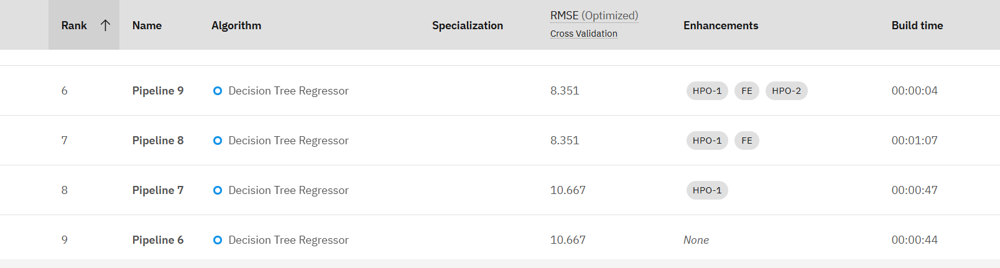 Rank ↑ Name Algorithm Specialization RMSE (Optimized) Cross Validation Enhancements Build time
6 Pipeline 9 Decision Tree Regressor 8.351 HPO-1 FE HPO-2 00:00:04
7 Pipeline 8 Decision Tree Regressor 8.351 HPO-1 FE 00:01:07
8 Pipeline 7 Decision Tree Regressor 10.667 HPO-1 00:00:47
9 Pipeline 6 Decision Tree Regressor 10.667 None 00:00:44